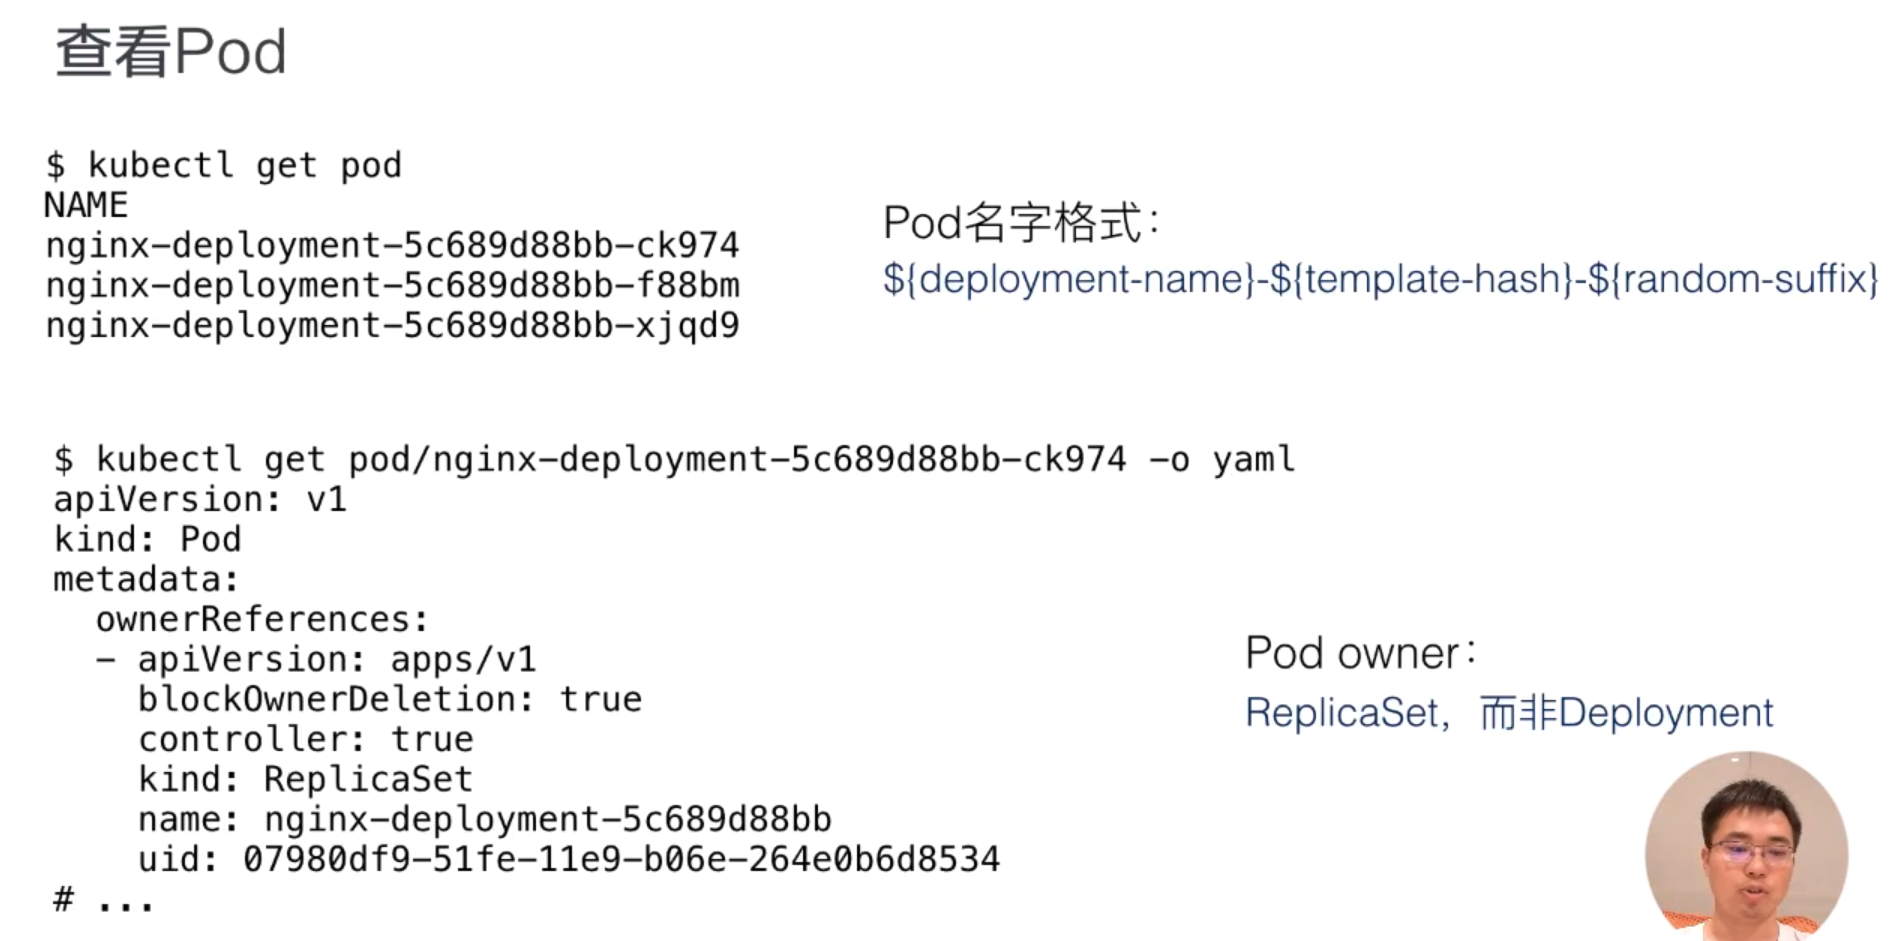 查看Pod
$ kubectl get pod
NAME
nginx-deployment-5c689d88bb-ck974
nginx-deployment-5c689d88bb-f88bm
nginx-deployment-5c689d88bb-xjqd9
Pod名字格式：
${deployment-name}-${template-hash}-${random-suffix}
$ kubectl get pod/nginx-deployment-5c689d88bb-ck974 -o yaml
apiVersion: v1
kind: Pod
metadata:
  ownerReferences:
  - apiVersion: apps/v1
    blockOwnerDeletion: true
    controller: true
    kind: ReplicaSet
    name: nginx-deployment-5c689d88bb
    uid: 07980df9-51fe-11e9-b06e-264e0b6d8534
# ...
Pod owner：
ReplicaSet，而非Deployment